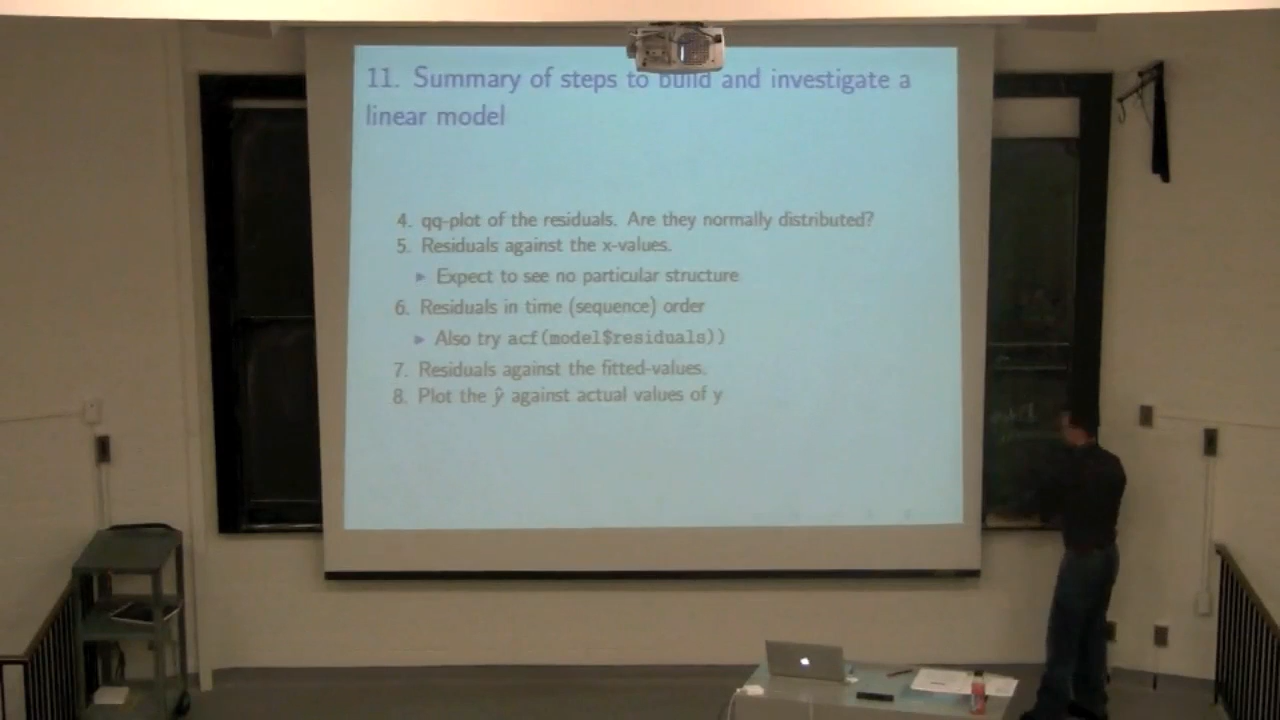 11. Summary of steps to build and investigate a
linear model
4. qq-plot of the residuals. Are they normally distributed?
5. Residuals against the x-values.
▶ Expect to see no particular structure
6. Residuals in time (sequence) order
▶ Also try acf(model$residuals))
7. Residuals against the fitted-values.
8. Plot the ŷ against actual values of y